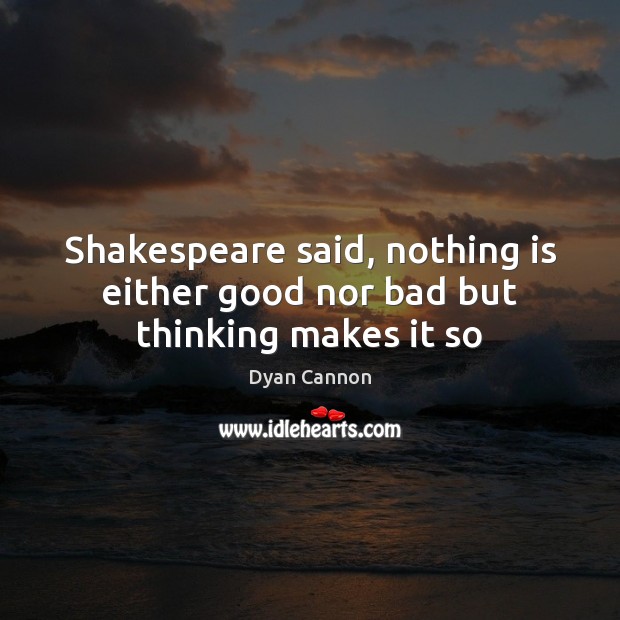 Shakespeare said, nothing is
either good nor bad but
thinking makes it so
Dyan Cannon
www.idlehearts.com